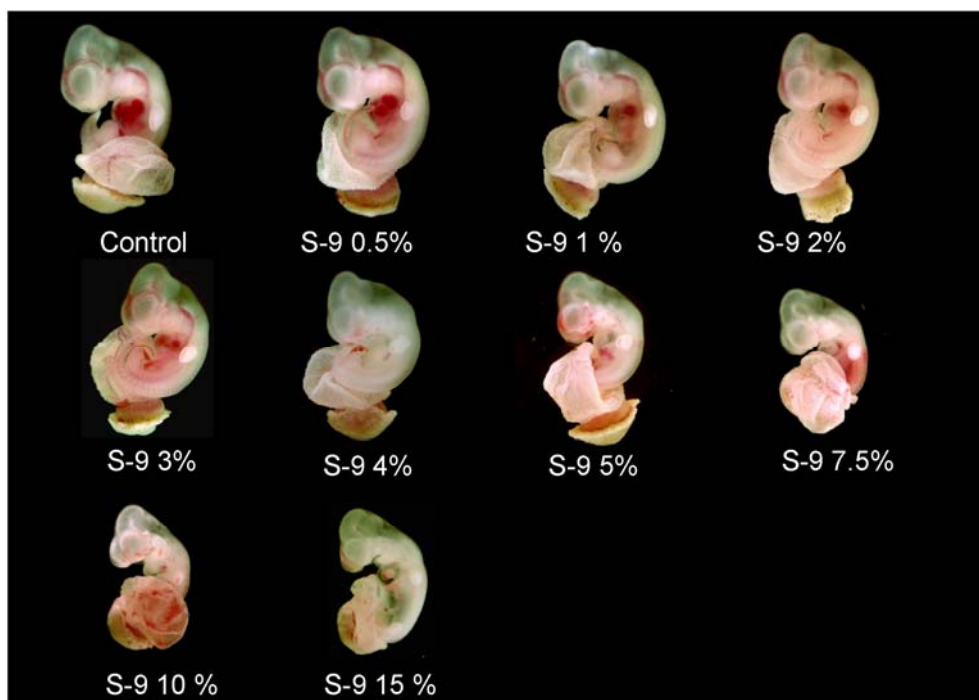 Control
S-9 0.5%
S-9 1 %
S-9 2%
S-9 3%
S-9 4%
S-9 5%
S-9 7.5%
S-9 10 %
S-9 15 %